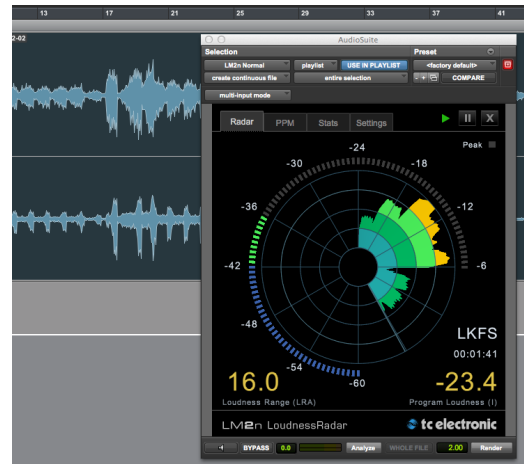 13 17 21 25 29 33 37 41
2-02
AudioSuite
Selection Preset
LM2n Normal playlist USE IN PLAYLIST <factory default>
create continuous file entire selection - + COMPARE
multi-input mode
Radar PPM Stats Settings X
Peak
-24
-30 -18
-36 -12
-42 -6
-48
LKFS
00:01:41
-54
-60
16.0 -23.4
Loudness Range (LRA) Program Loudness (I)
LM2n LoudnessRadar tc electronic
BYPASS 0.0 Analyze WHOLE FILE 2.00 Render